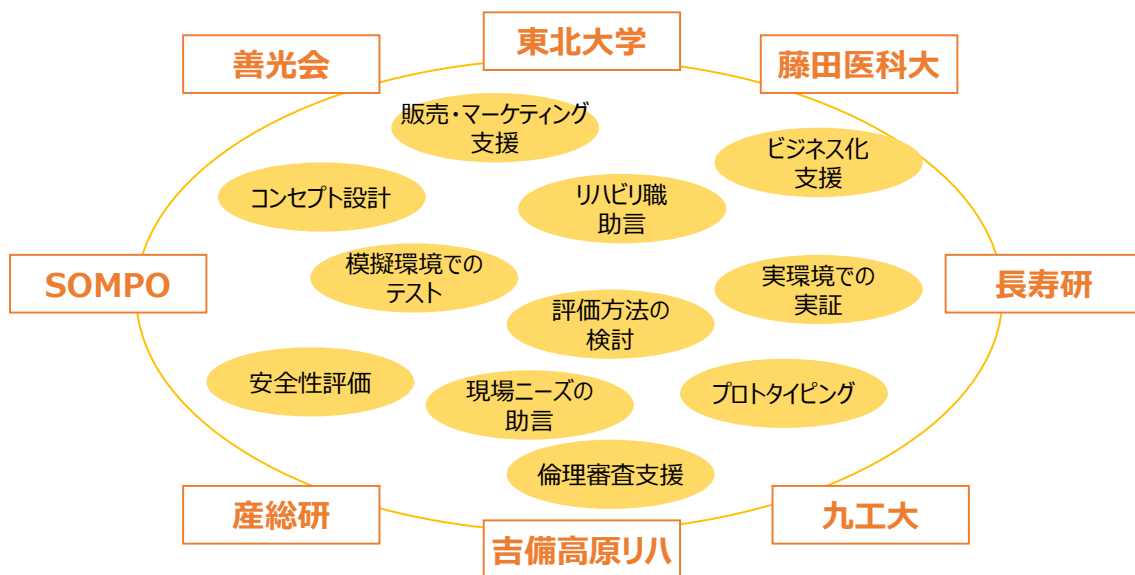 東北大学
善光会
藤田医科大
販売・マーケティング
支援
ビジネス化
支援
コンセプト設計
リハビリ職
助言
模擬環境での
テスト
SOMPO
実環境での
実証
長寿研
評価方法の
検討
安全性評価
現場ニーズの
助言
プロトタイピング
倫理審査支援
産総研
九工大
吉備高原リハ